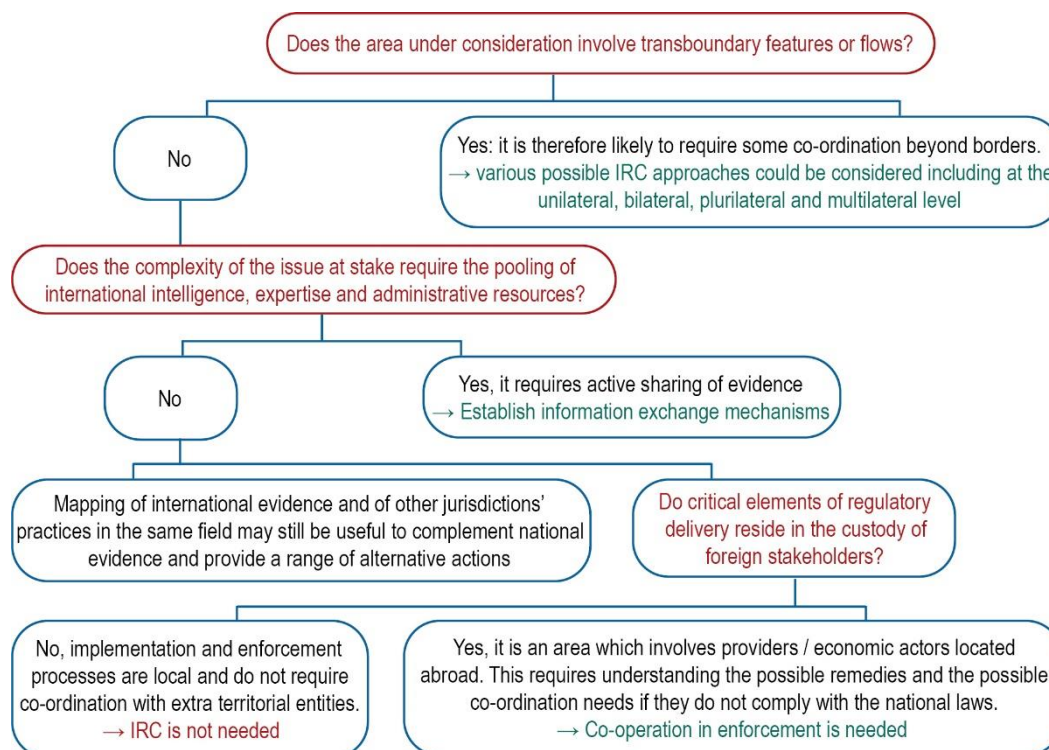 Does the area under consideration involve transboundary features or flows?
No
Yes: it is therefore likely to require some co-ordination beyond borders.
→ various possible IRC approaches could be considered including at the
unilateral, bilateral, plurilateral and multilateral level
Does the complexity of the issue at stake require the pooling of
international intelligence, expertise and administrative resources?
No
Yes, it requires active sharing of evidence
→ Establish information exchange mechanisms
Mapping of international evidence and of other jurisdictions’
practices in the same field may still be useful to complement national
evidence and provide a range of alternative actions
Do critical elements of regulatory
delivery reside in the custody of
foreign stakeholders?
No, implementation and enforcement
processes are local and do not require
co-ordination with extra territorial entities.
→ IRC is not needed
Yes, it is an area which involves providers / economic actors located
abroad. This requires understanding the possible remedies and the possible
co-ordination needs if they do not comply with the national laws.
→ Co-operation in enforcement is needed